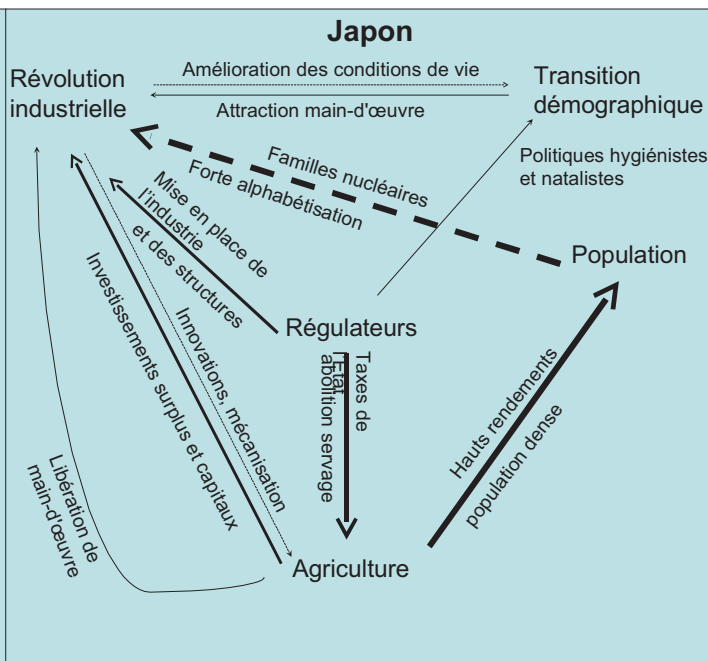 Japon
Révolution
industrielle
Amélioration des conditions de vie
Attraction main-d'œuvre
Transition
démographique
Politiques hygiénistes
et natalistes
Familles nucléaires
Forte alphabétisation
Mise en place de
l'industrie
et des structures
Population
Régulateurs
Taxes de
l'Etat
abolition servage
Innovations, mécanisation
Investissements surplus et capitaux
Hauts rendements
population dense
Libération de
main-d'œuvre
Agriculture